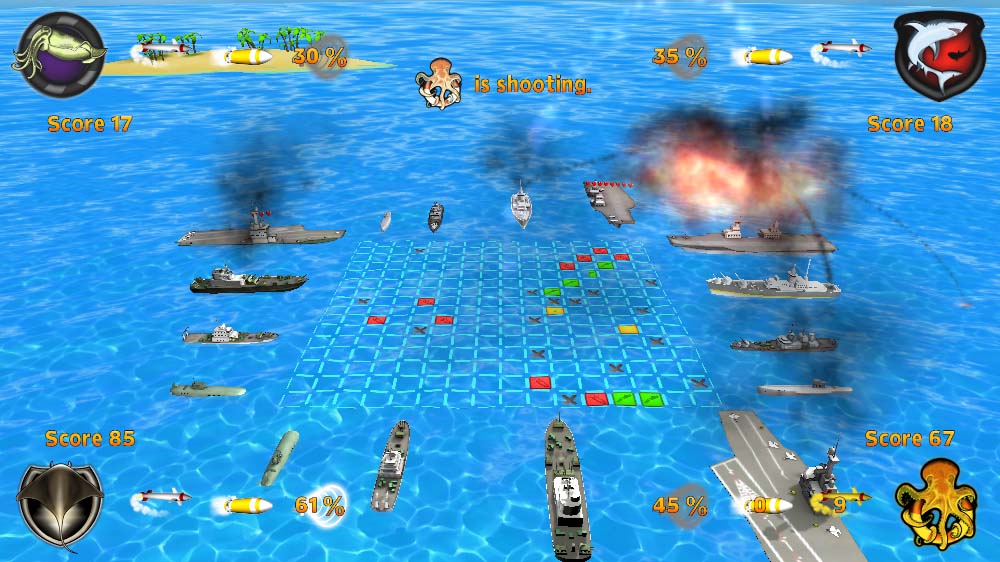 30 %
35 %
is shooting.
Score 17
Score 18
Score 85
Score 67
61 %
45 %
0
9